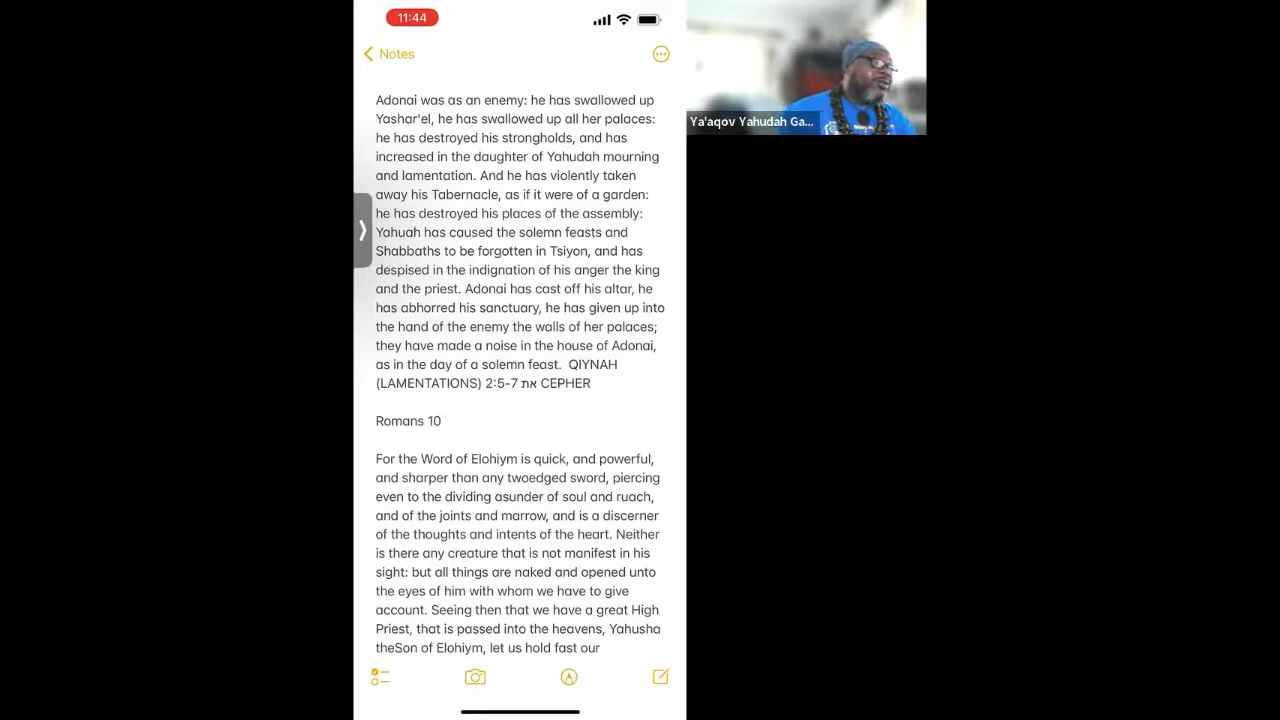 11:44
Notes
Adonai was as an enemy: he has swallowed up
Yashar'el, he has swallowed up all her palaces:
he has destroyed his strongholds, and has
increased in the daughter of Yahudah mourning
and lamentation. And he has violently taken
away his Tabernacle, as if it were of a garden:
he has destroyed his places of the assembly:
Yahuah has caused the solemn feasts and
Shabbaths to be forgotten in Tsiyon, and has
despised in the indignation of his anger the king
and the priest. Adonai has cast off his altar, he
has abhorred his sanctuary, he has given up into
the hand of the enemy the walls of her palaces;
they have made a noise in the house of Adonai,
as in the day of a solemn feast.  QIYNAH
(LAMENTATIONS) 2:5-7 את CEPHER
Romans 10
For the Word of Elohiym is quick, and powerful,
and sharper than any twoedged sword, piercing
even to the dividing asunder of soul and ruach,
and of the joints and marrow, and is a discerner
of the thoughts and intents of the heart. Neither
is there any creature that is not manifest in his
sight: but all things are naked and opened unto
the eyes of him with whom we have to give
account. Seeing then that we have a great High
Priest, that is passed into the heavens, Yahusha
theSon of Elohiym, let us hold fast our
Ya'aqov Yahudah Ga...